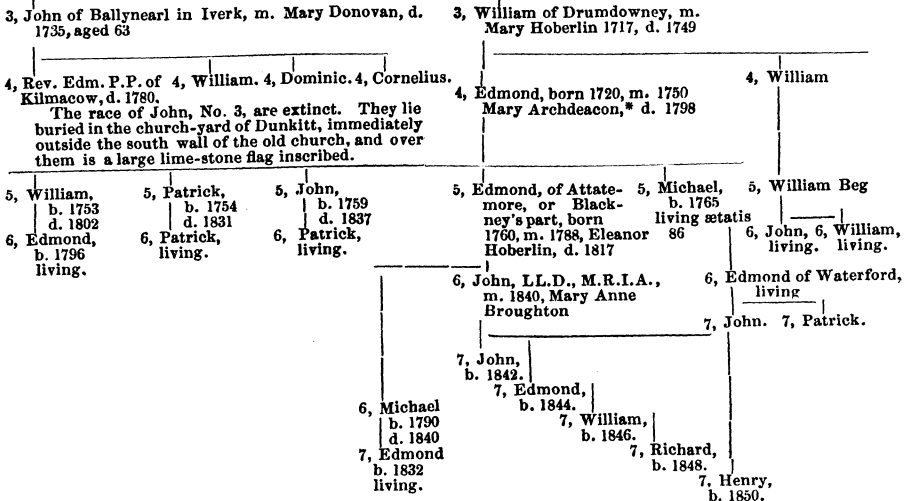 3, John of Ballynearl in Iverk, m. Mary Donovan, d.
1735, aged 63
3, William of Drumdowney, m.
Mary Hoberlin 1717, d. 1749
4, Rev. Edm. P.P. of 4, William. 4, Dominic. 4, Cornelius.
Kilmacow, d. 1780.
The race of John, No. 3, are extinct. They lie
buried in the church-yard of Dunkitt, immediately
outside the south wall of the old church, and over
them is a large lime-stone flag inscribed.
4, Edmond, born 1720, m. 1750
Mary Archdeacon,* d. 1798
4, William
5, William,
b. 1753
d. 1802
6, Edmond,
b. 1796
living.
5, Patrick,
b. 1754
d. 1831
6, Patrick,
living.
5, John,
b. 1759
d. 1837
6, Patrick,
living.
5, Edmond, of Attate-
more, or Black-
ney's part, born
1760, m. 1788, Eleanor
Hoberlin, d. 1817
5, Michael,
b. 1765
living ætatis
86
5, William Beg
6, John, 6, William,
living. living.
6, John, LL.D., M.R.I.A.,
m. 1840, Mary Anne
Broughton
6, Edmond of Waterford,
living
7, John. 7, Patrick.
7, John,
b. 1842.
7, Edmond,
b. 1844.
7, William,
b. 1846.
7, Richard,
b. 1848.
7, Henry,
b. 1850.
6, Michael
b. 1790
d. 1840
7, Edmond
b. 1832
living.